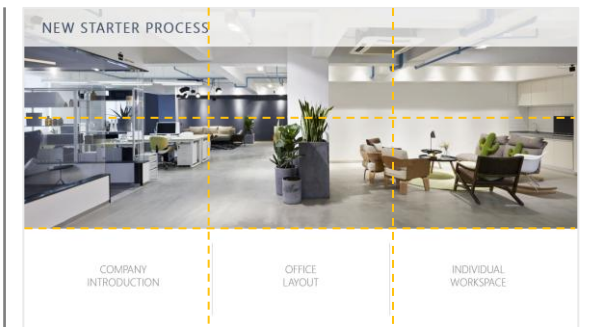 NEW STARTER PROCESS
COMPANY
INTRODUCTION
OFFICE
LAYOUT
INDIVIDUAL
WORKSPACE